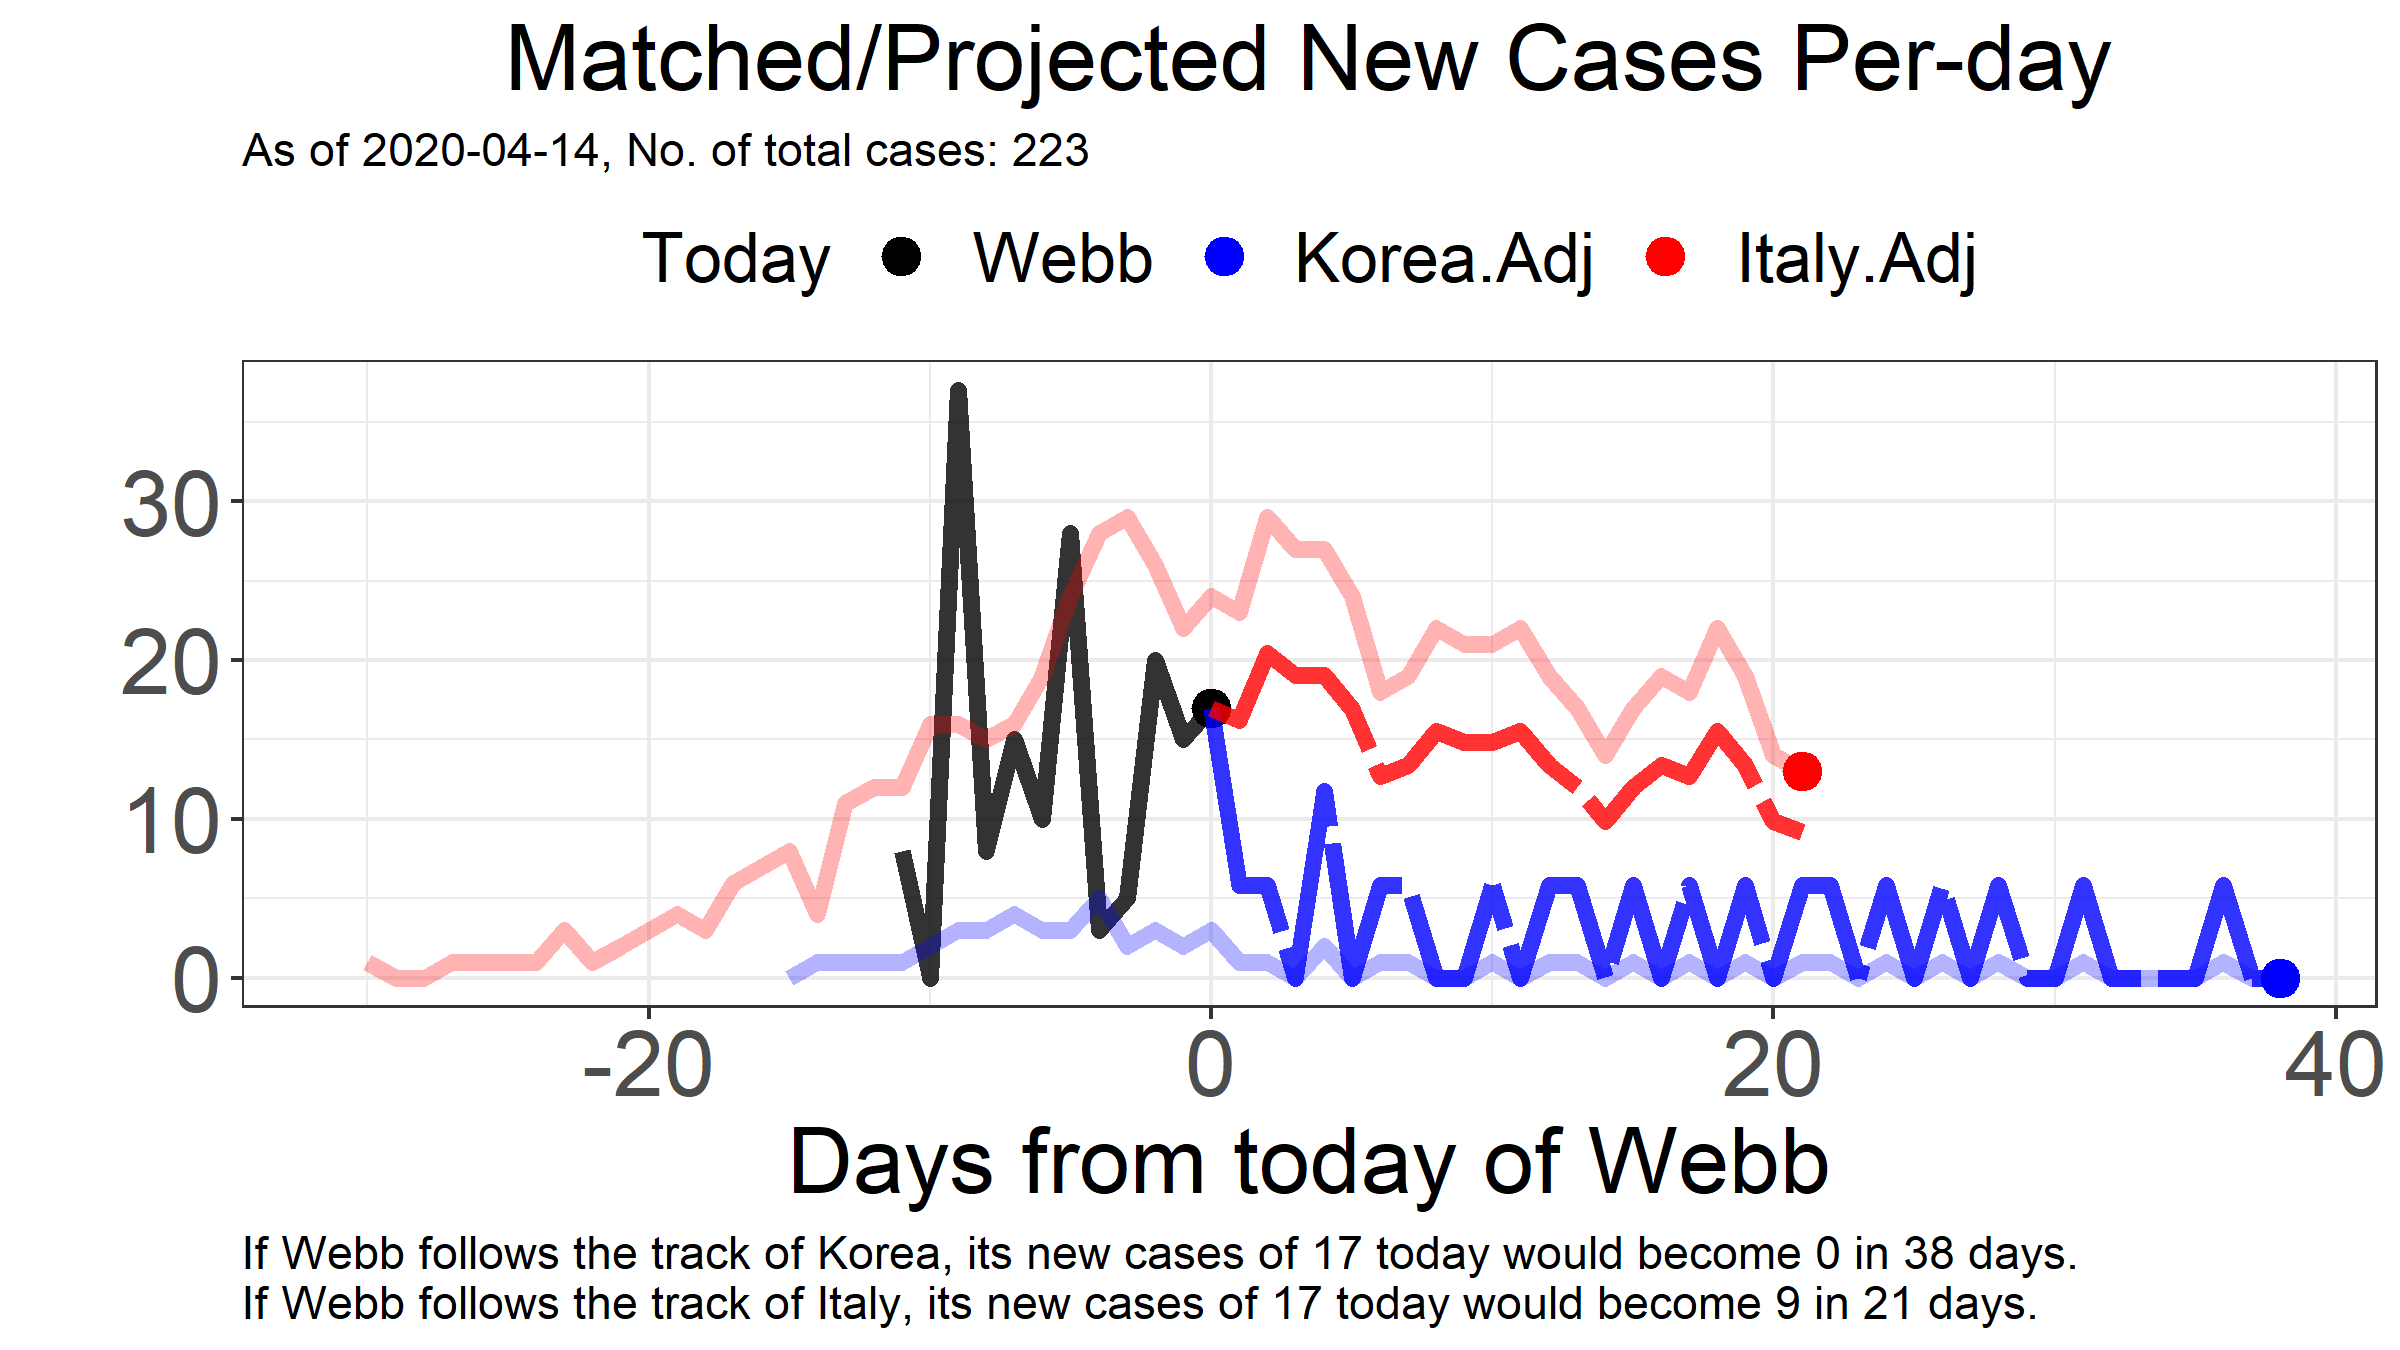 Matched/Projected New Cases Per-day
As of 2020-04-14, No. of total cases: 223
Today Webb Korea.Adj Italy.Adj
30
20
10
0
-20 0 20 40
Days from today of Webb
If Webb follows the track of Korea, its new cases of 17 today would become 0 in 38 days.
If Webb follows the track of Italy, its new cases of 17 today would become 9 in 21 days.